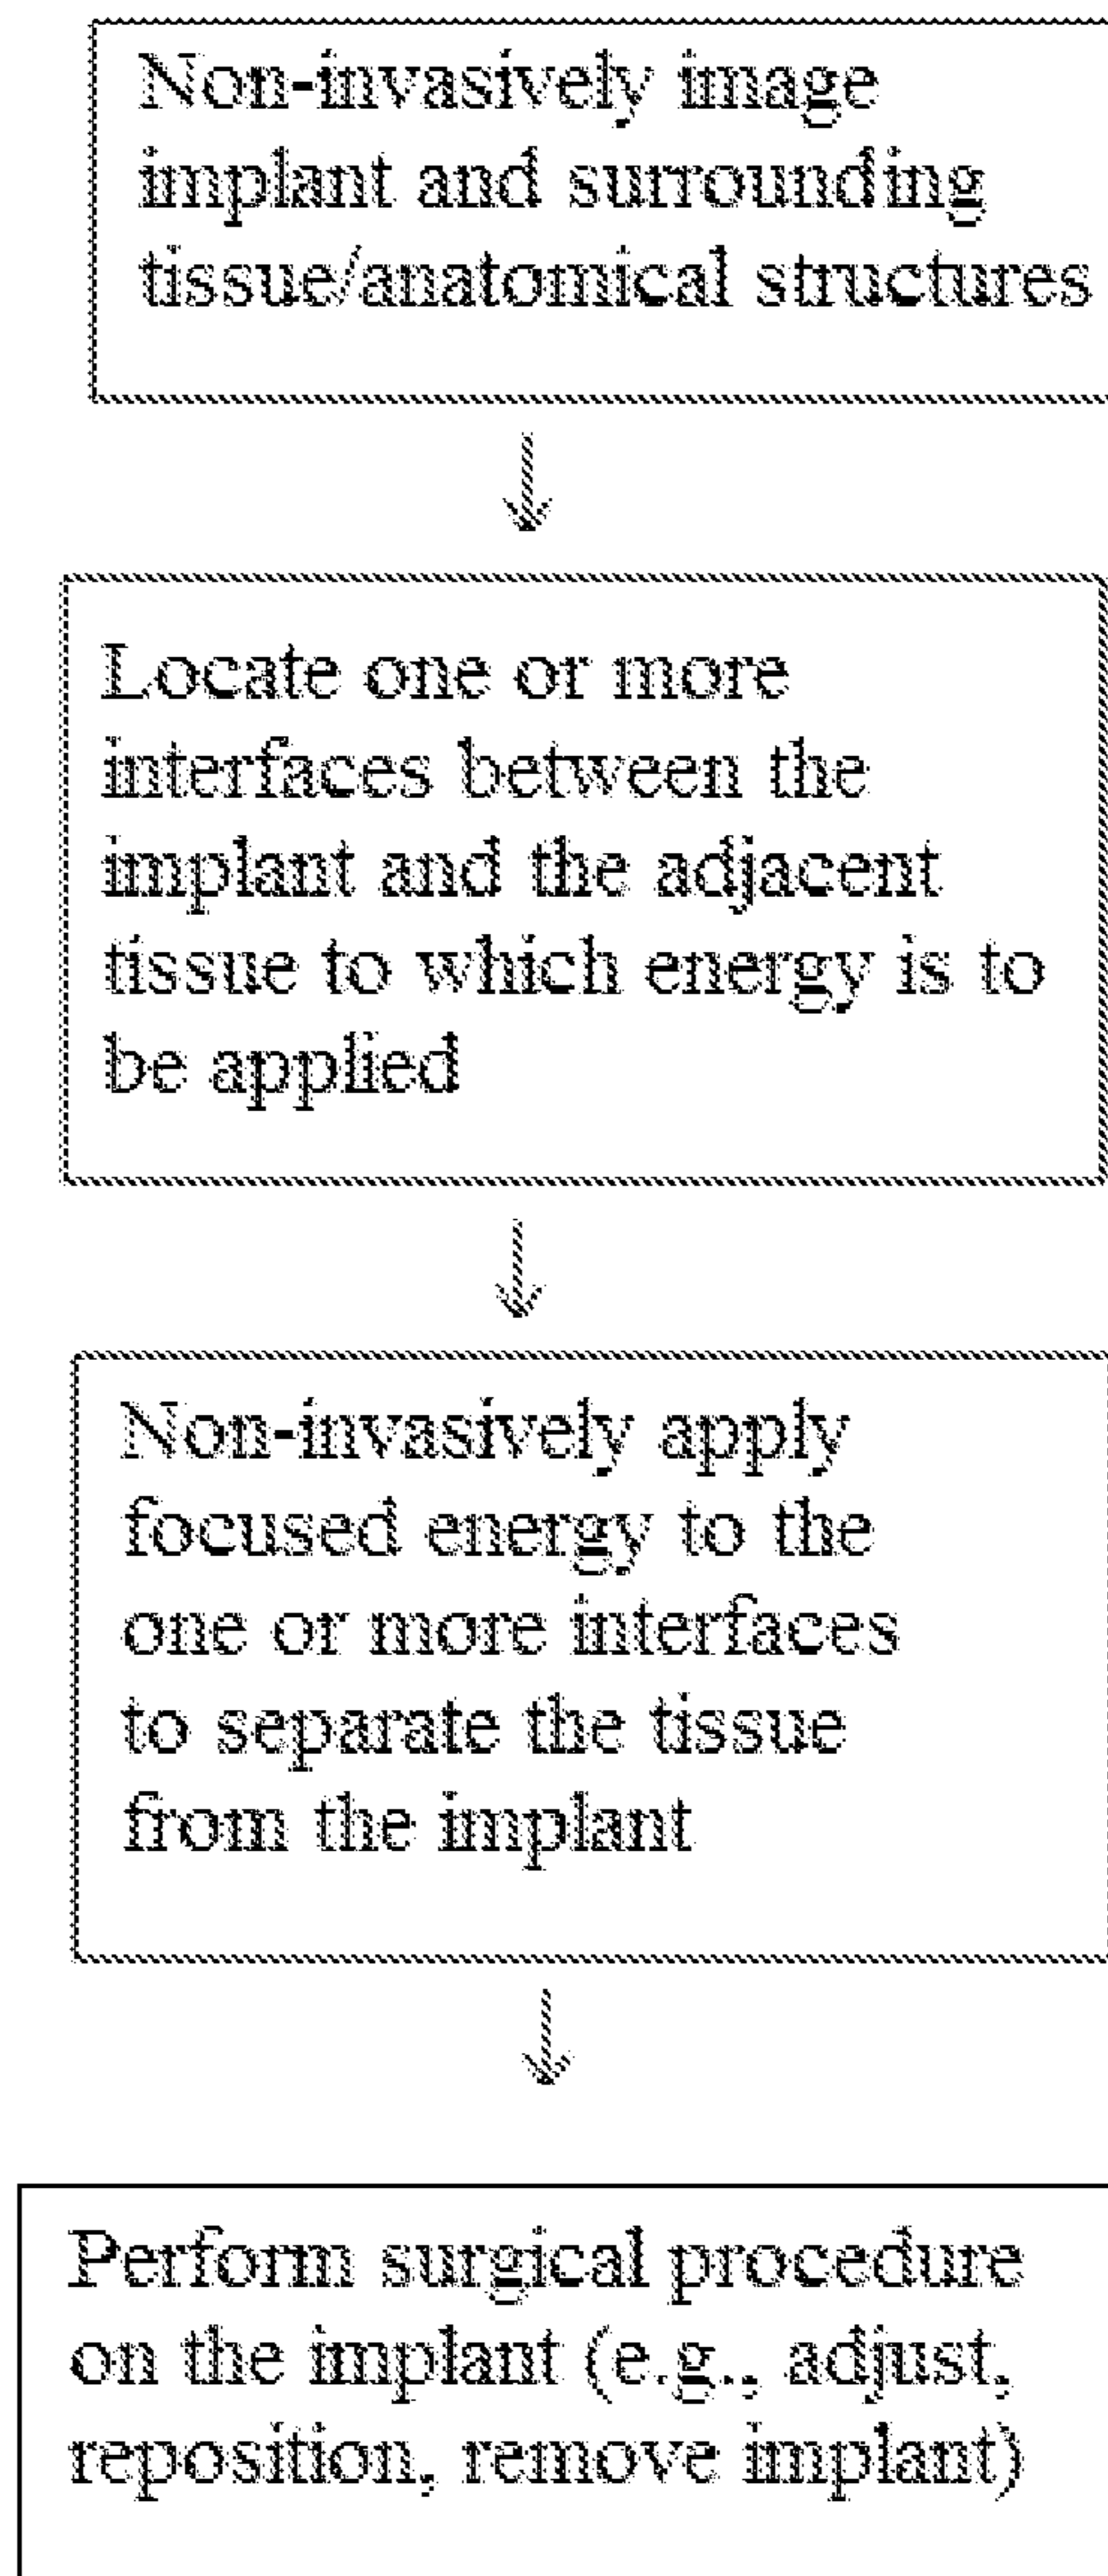 Non-invasively image
implant and surrounding
tissue/anatomical structures
Locate one or more
interfaces between the
implant and the adjacent
tissue to which energy is to
be applied
Non-invasively apply
focused energy to the
one or more interfaces
to separate the tissue
from the implant
Perform surgical procedure
on the implant (e.g., adjust,
reposition, remove implant)